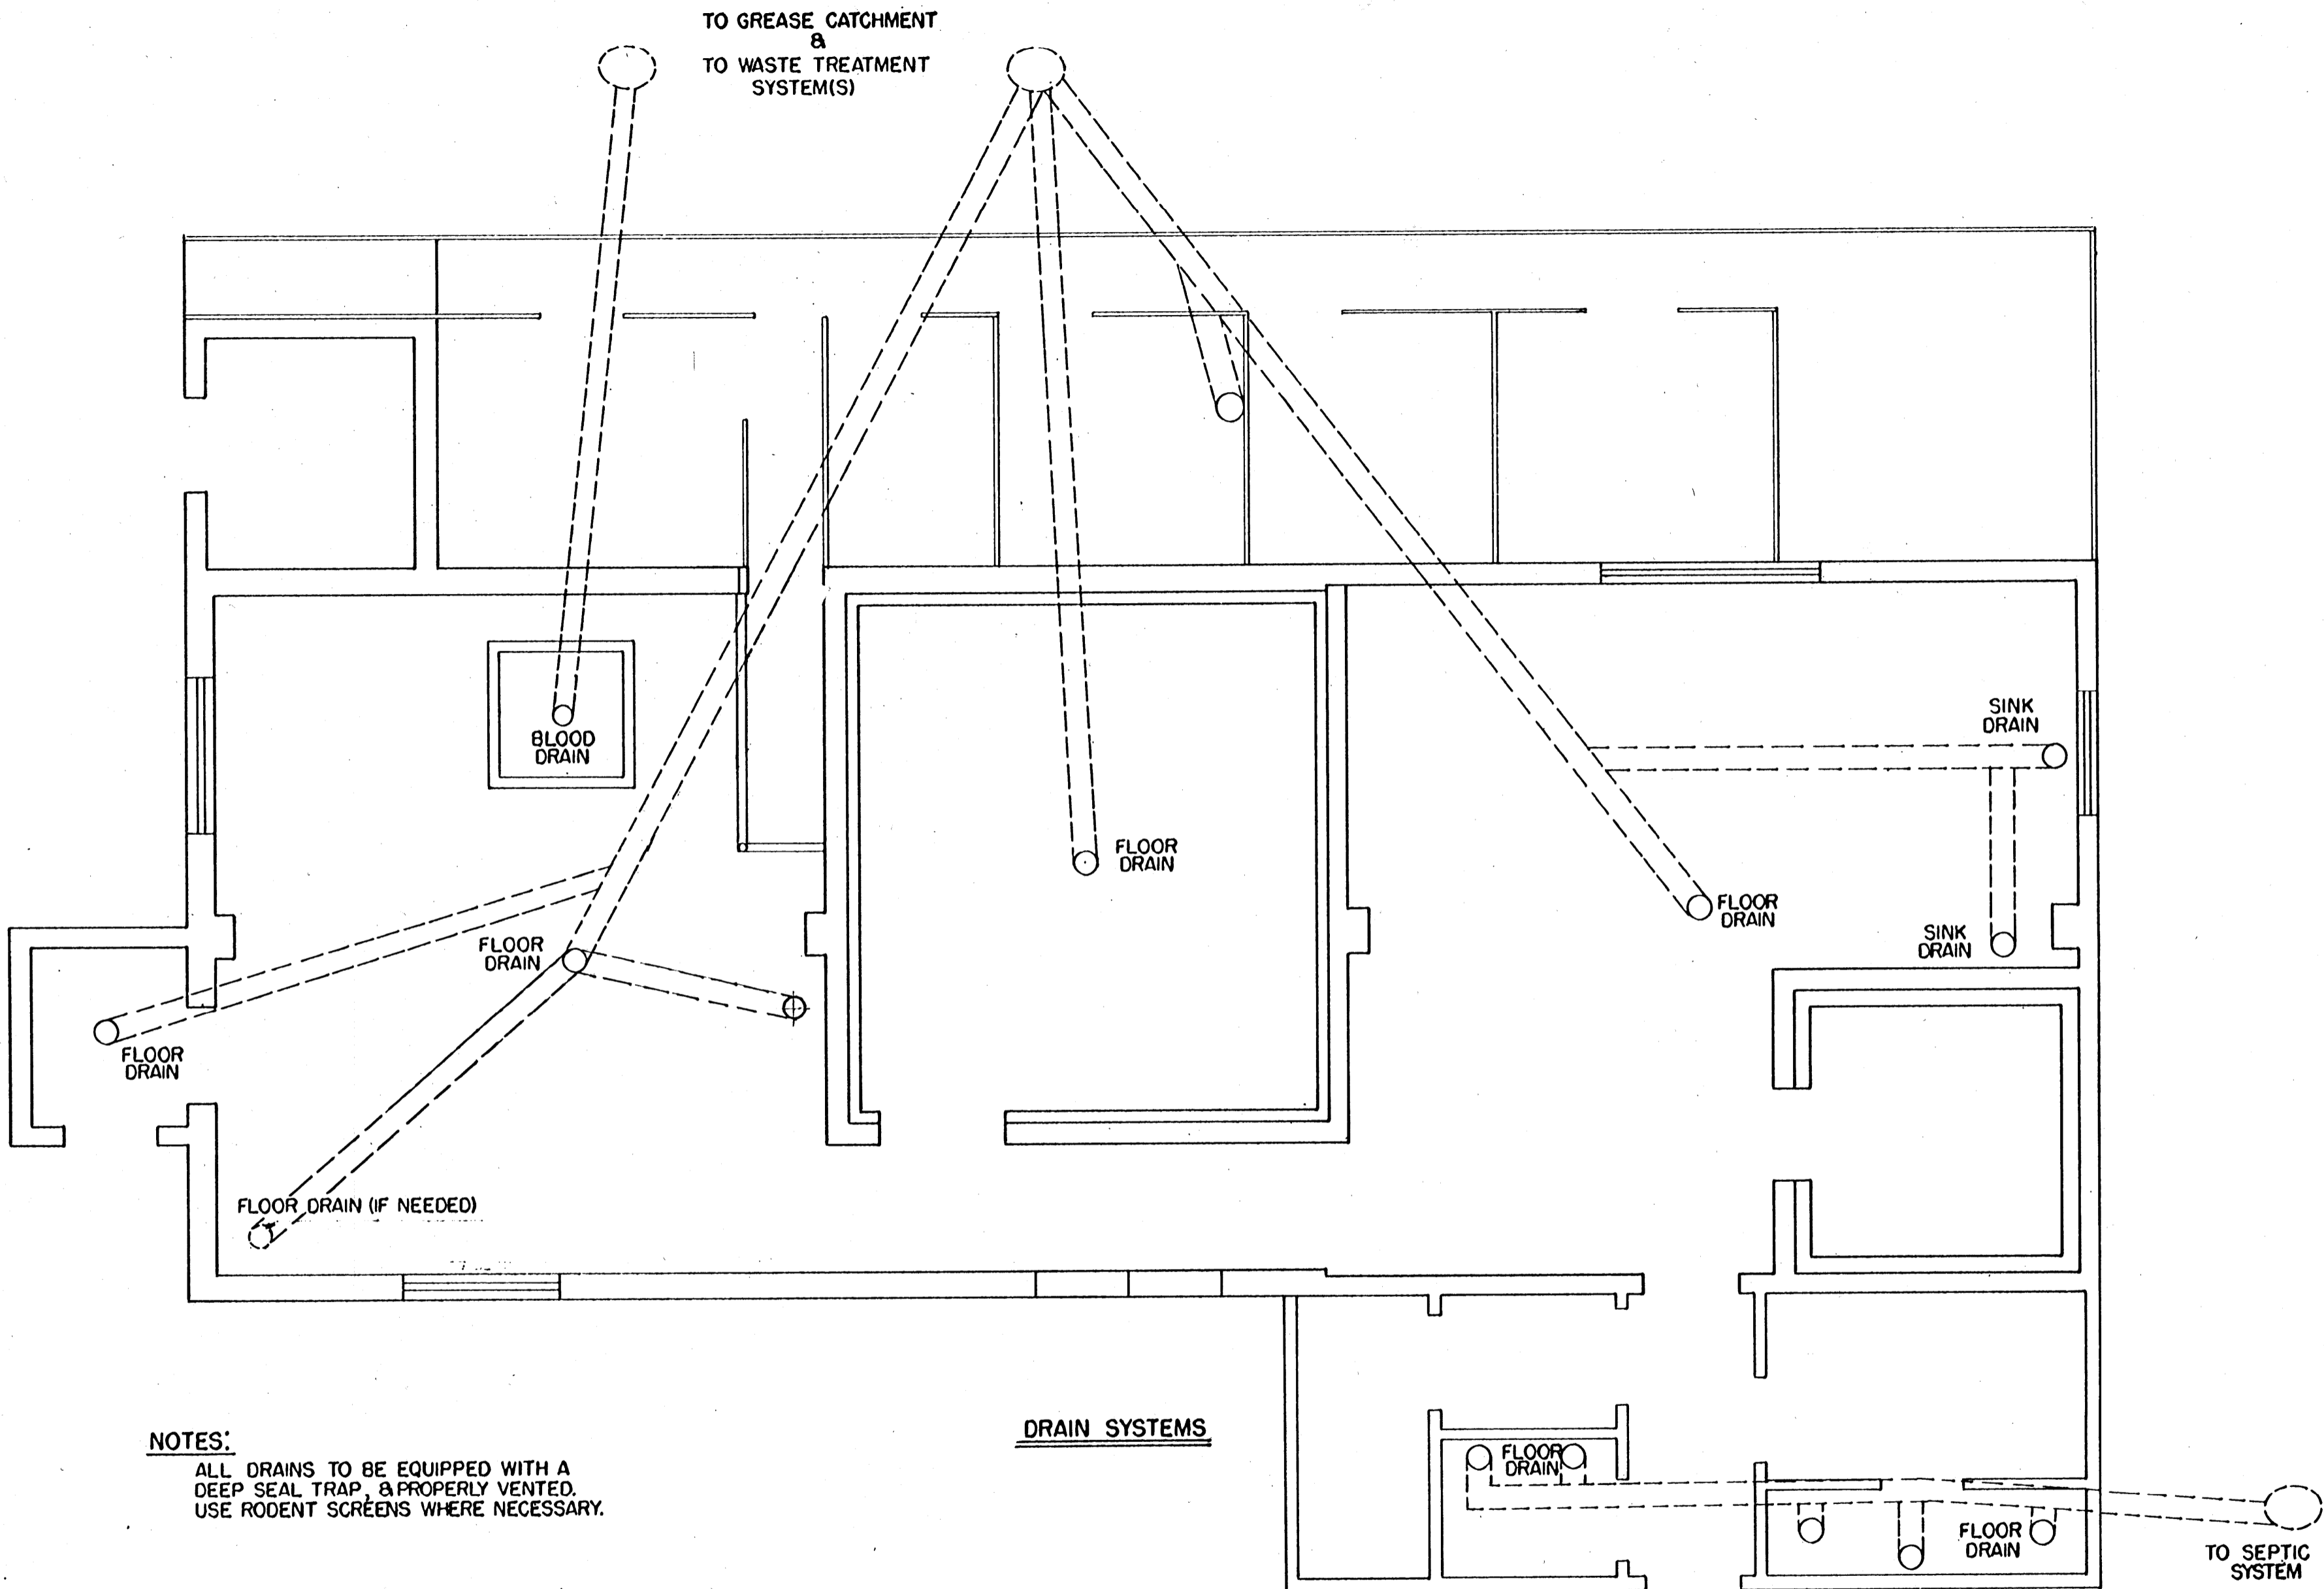 TO GREASE CATCHMENT
&
TO WASTE TREATMENT
SYSTEM(S)
BLOOD
DRAIN
SINK
DRAIN
FLOOR
DRAIN
FLOOR
DRAIN
SINK
DRAIN
FLOOR
DRAIN
FLOOR
DRAIN
FLOOR DRAIN (IF NEEDED)
NOTES:
ALL DRAINS TO BE EQUIPPED WITH A
DEEP SEAL TRAP, & PROPERLY VENTED.
USE RODENT SCREENS WHERE NECESSARY.
DRAIN SYSTEMS
FLOOR
DRAIN
FLOOR
DRAIN
TO SEPTIC
SYSTEM